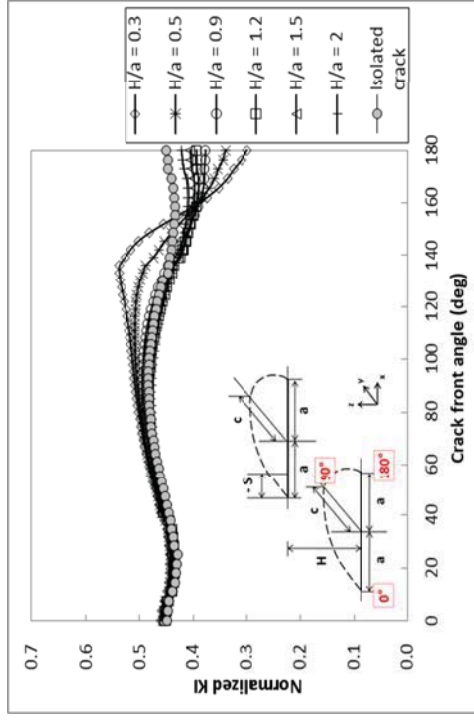 Normalized KI
0.7
0.6
0.5
0.4
0.3
0.2
0.1
0.0
0
20
40
60
80
100
120
140
160
180
Crack front angle (deg)
H/a = 0.3
H/a = 0.5
H/a = 0.9
H/a = 1.2
H/a = 1.5
H/a = 2
Isolated
crack
- S
c
a
a
H
c
90°
0°
180°
a
a
z
y
x